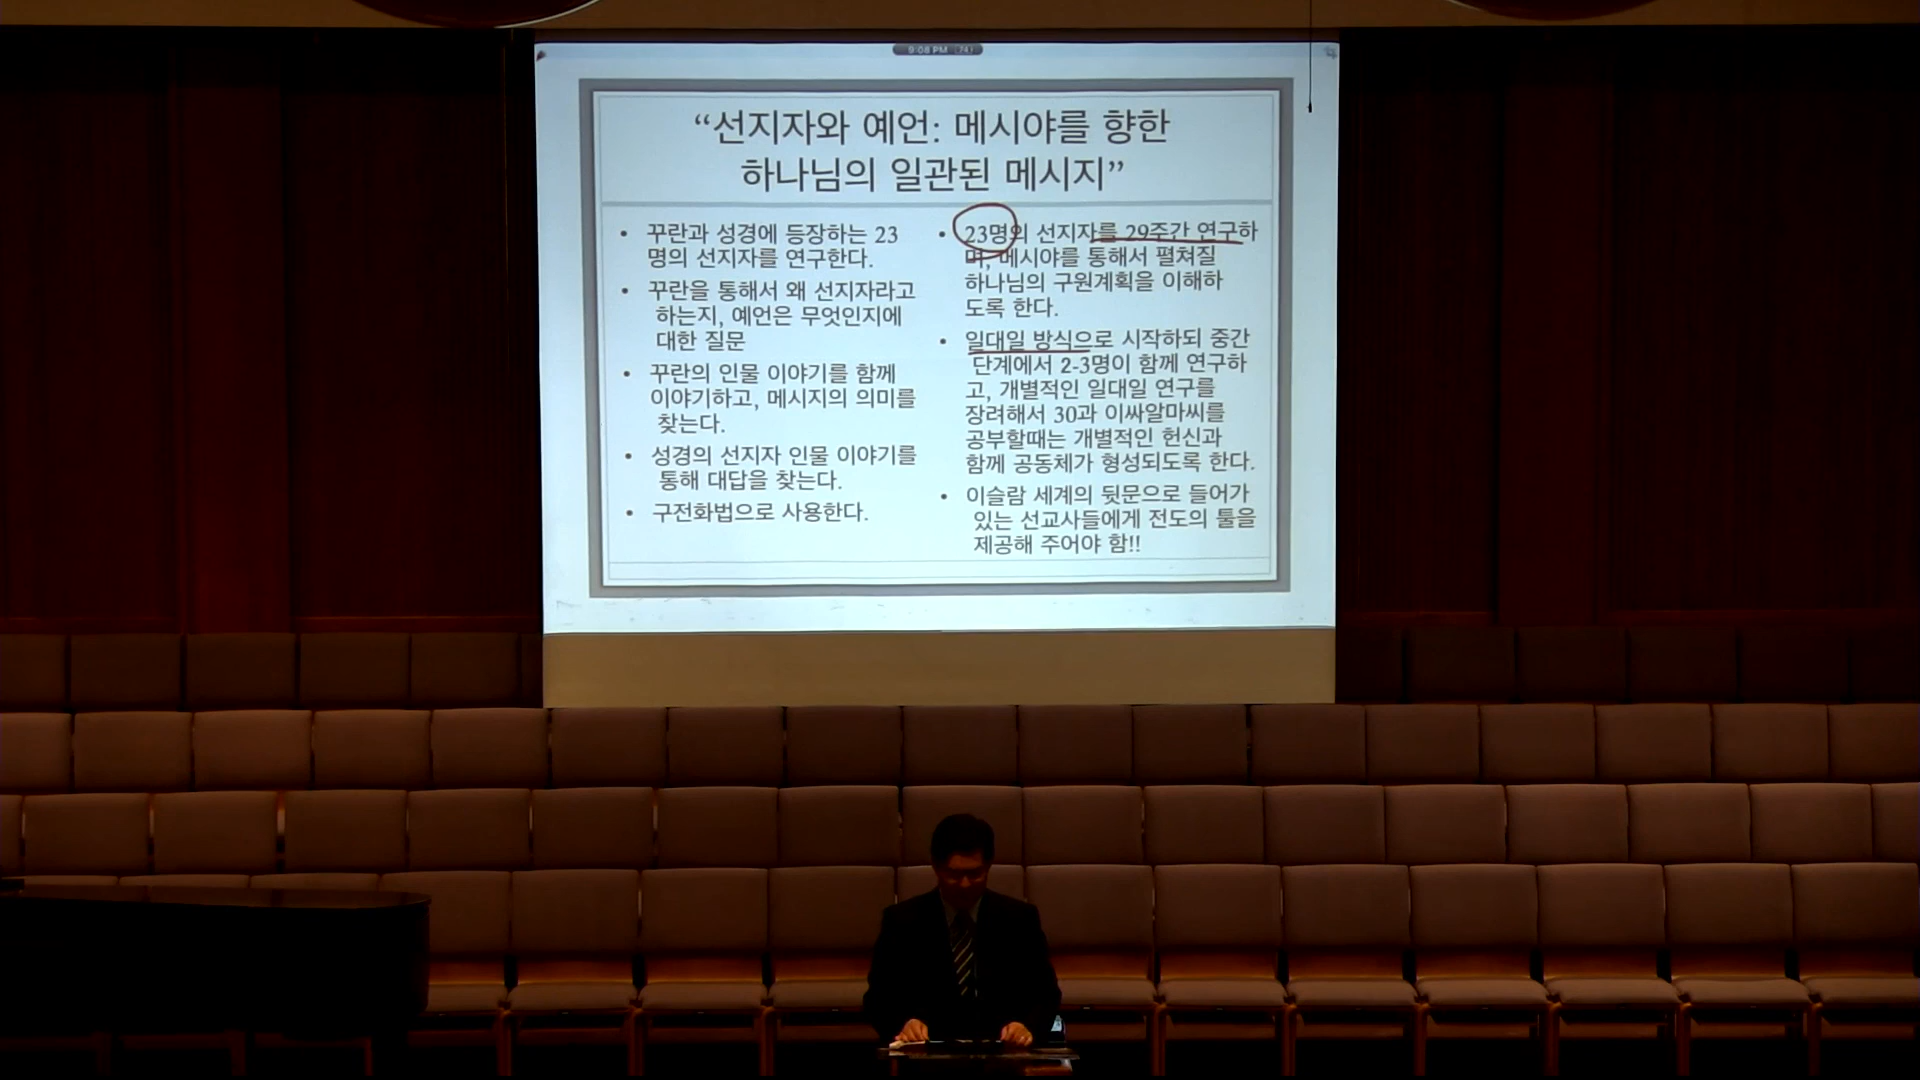 9:08 PM
“선지자와 예언: 메시야를 향한
하나님의 일관된 메시지”
• 꾸란과 성경에 등장하는 23
명의 선지자를 연구한다.
• 꾸란을 통해서 왜 선지자라고
하는지, 예언은 무엇인지에
대한 질문
• 꾸란의 인물 이야기를 함께
이야기하고, 메시지의 의미를
찾는다.
• 성경의 선지자 인물 이야기를
통해 대답을 찾는다.
• 구전화법으로 사용한다.
• 23명의 선지자를 29주간 연구하
며, 메시야를 통해서 펼쳐질
하나님의 구원계획을 이해하
도록 한다.
• 일대일 방식으로 시작하되 중간
단계에서 2-3명이 함께 연구하
고, 개별적인 일대일 연구를
장려해서 30과 이싸알마씨를
공부할때는 개별적인 헌신과
함께 공동체가 형성되도록 한다.
• 이슬람 세계의 뒷문으로 들어가
있는 선교사들에게 전도의 툴을
제공해 주어야 함!!